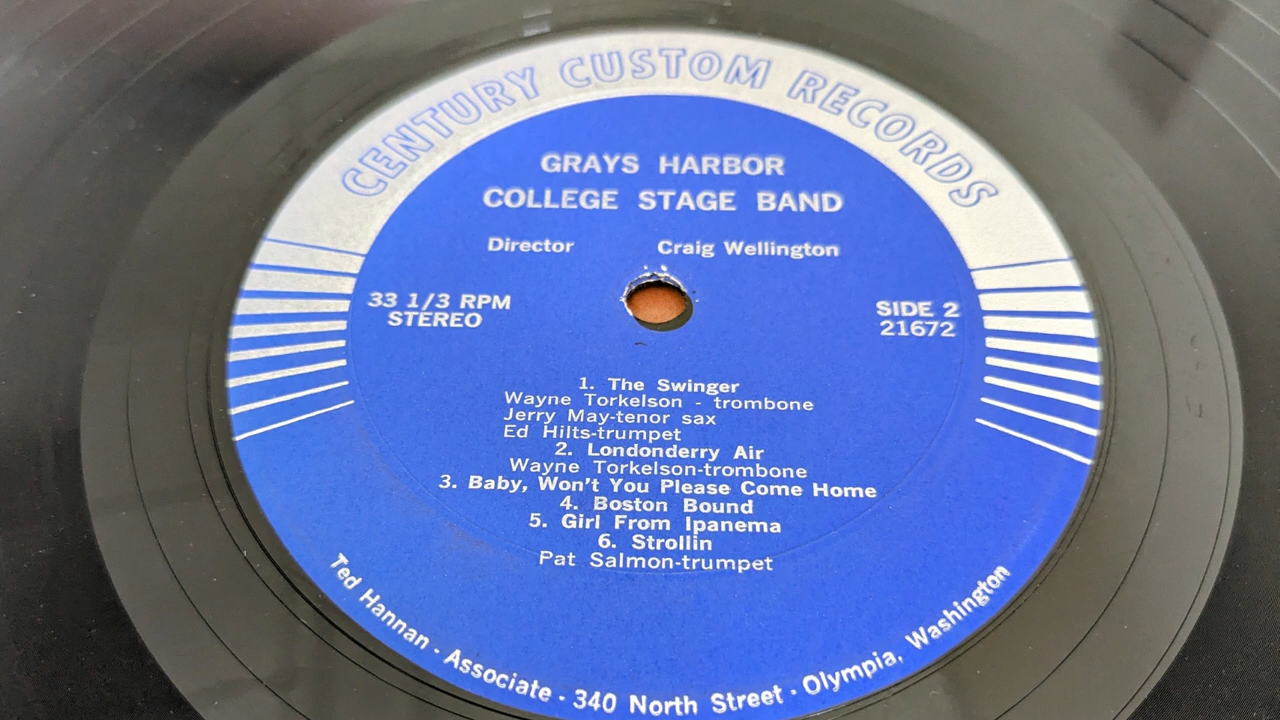 CENTURY CUSTOM RECORDS
GRAYS HARBOR
COLLEGE STAGE BAND
Director Craig Wellington
33 1/3 RPM
STEREO
SIDE 2
21672
1. The Swinger
Wayne Torkelson - trombone
Jerry May-tenor sax
Ed Hilts-trumpet
2. Londonderry Air
Wayne Torkelson-trombone
3. Baby, Won't You Please Come Home
4. Boston Bound
5. Girl From Ipanema
6. Strollin
Pat Salmon-trumpet
Ted Hannan - Associate - 340 North Street - Olympia, Washington